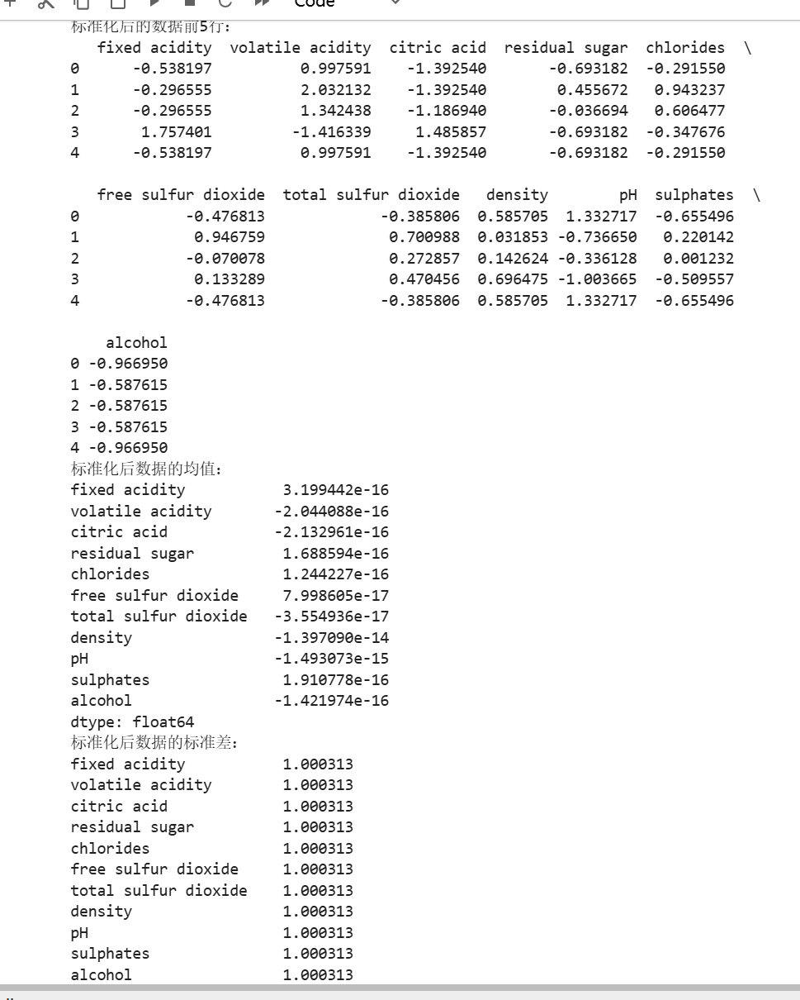 Code
标准化后的数据前5行:
fixed acidity  volatile acidity  citric acid  residual sugar  chlorides  \
0      -0.538197          0.997591    -1.392540       -0.693182  -0.291550
1      -0.296555          2.032132    -1.392540        0.455672   0.943237
2      -0.296555          1.342438    -1.186940       -0.036694   0.606477
3       1.757401         -1.416339     1.485857       -0.693182  -0.347676
4      -0.538197          0.997591    -1.392540       -0.693182  -0.291550
free sulfur dioxide  total sulfur dioxide   density        pH  sulphates  \
0            -0.476813             -0.385806  0.585705  1.332717  -0.655496
1             0.946759              0.700988  0.031853 -0.736650   0.220142
2            -0.070078              0.272857  0.142624 -0.336128   0.001232
3             0.133289              0.470456  0.696475 -1.003665  -0.509557
4            -0.476813             -0.385806  0.585705  1.332717  -0.655496
alcohol
0 -0.966950
1 -0.587615
2 -0.587615
3 -0.587615
4 -0.966950
标准化后数据的均值:
fixed acidity           3.199442e-16
volatile acidity       -2.044088e-16
citric acid            -2.132961e-16
residual sugar          1.688594e-16
chlorides               1.244227e-16
free sulfur dioxide     7.998605e-17
total sulfur dioxide   -3.554936e-17
density                -1.397090e-14
pH                     -1.493073e-15
sulphates               1.910778e-16
alcohol                -1.421974e-16
dtype: float64
标准化后数据的标准差:
fixed acidity           1.000313
volatile acidity        1.000313
citric acid             1.000313
residual sugar          1.000313
chlorides               1.000313
free sulfur dioxide     1.000313
total sulfur dioxide    1.000313
density                 1.000313
pH                      1.000313
sulphates               1.000313
alcohol                 1.000313